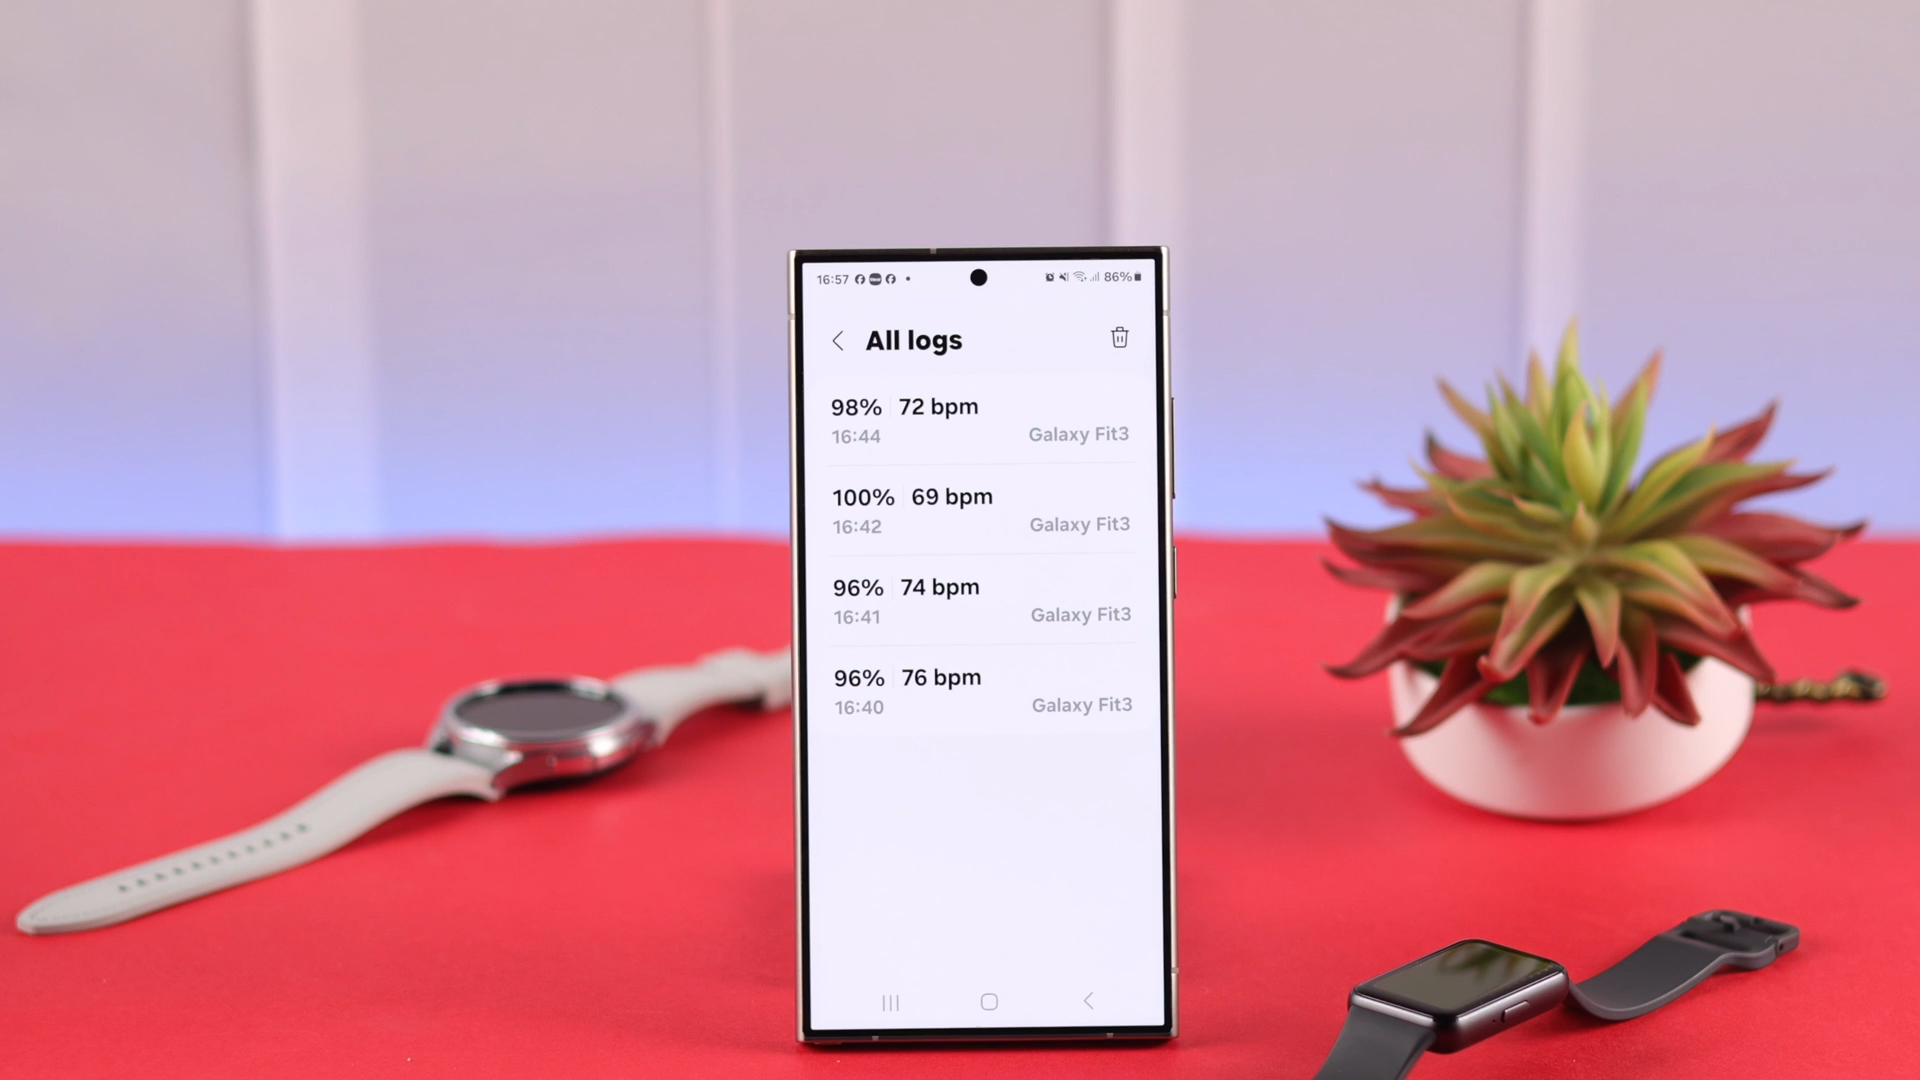 16:57 86%
All logs
98% 72 bpm
16:44 Galaxy Fit3
100% 69 bpm
16:42 Galaxy Fit3
96% 74 bpm
16:41 Galaxy Fit3
96% 76 bpm
16:40 Galaxy Fit3